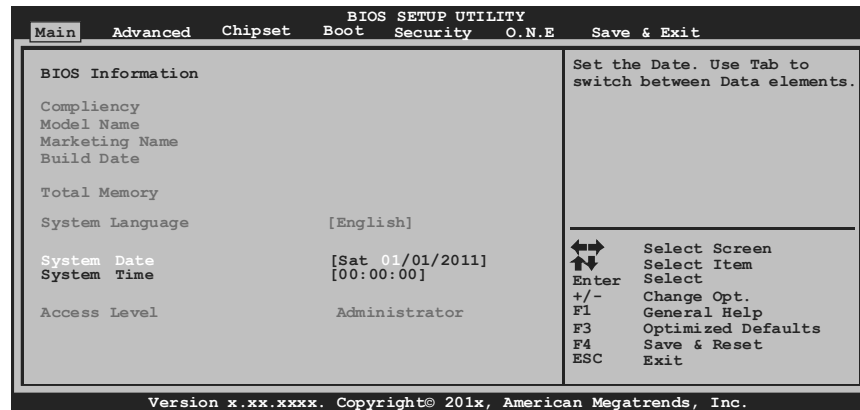 BIOS SETUP UTILITY
Main Advanced Chipset Boot Security O.N.E Save & Exit
BIOS Information
Compliency
Model Name
Marketing Name
Build Date
Total Memory
System Language [English]
System Date [Sat 01/01/2011]
System Time [00:00:00]
Access Level Administrator
Set the Date. Use Tab to
switch between Data elements.
Select Screen
Select Item
Enter Select
+/- Change Opt.
F1 General Help
F3 Optimized Defaults
F4 Save & Reset
ESC Exit
Version x.xx.xxxx. Copyright© 201x, American Megatrends, Inc.